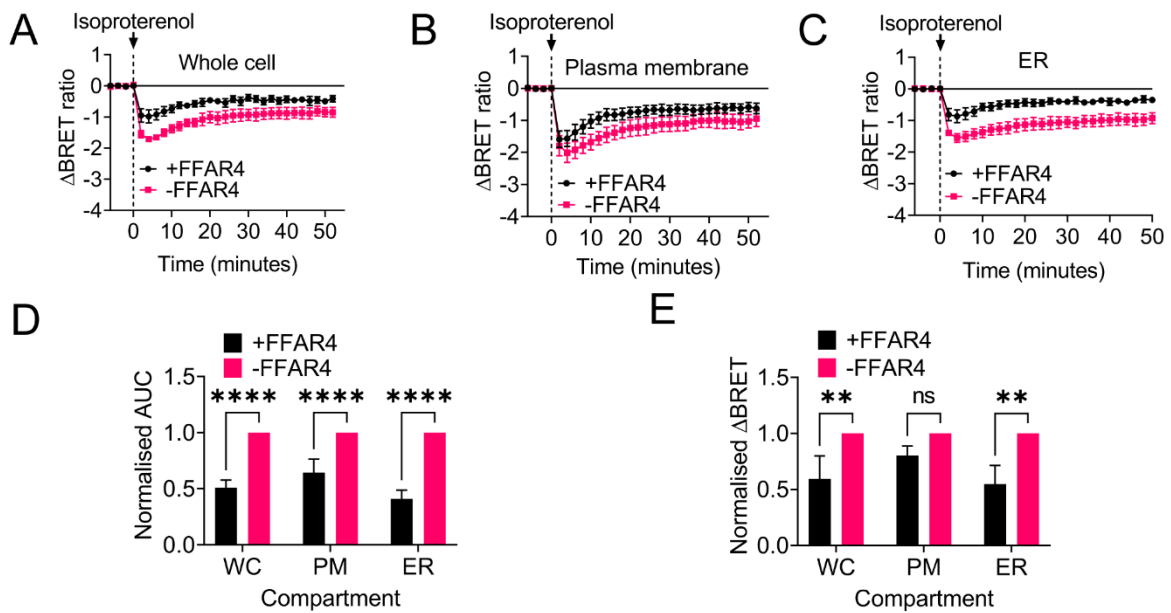 A
Isoproterenol
Whole cell
ΔBRET ratio
1
0
-1
-2
-3
-4
+FFAR4
-FFAR4
0 10 20 30 40 50
Time (minutes)
B
Isoproterenol
Plasma membrane
ΔBRET ratio
1
0
-1
-2
-3
-4
+FFAR4
-FFAR4
0 10 20 30 40 50
Time (minutes)
C
Isoproterenol
ER
ΔBRET ratio
1
0
-1
-2
-3
-4
+FFAR4
-FFAR4
0 10 20 30 40 50
Time (minutes)
D
+FFAR4
-FFAR4
Normalised AUC
1.5
1.0
0.5
0.0
**** **** ****
WC PM ER
Compartment
E
+FFAR4
-FFAR4
Normalised ΔBRET
1.5
1.0
0.5
0.0
** ns **
WC PM ER
Compartment